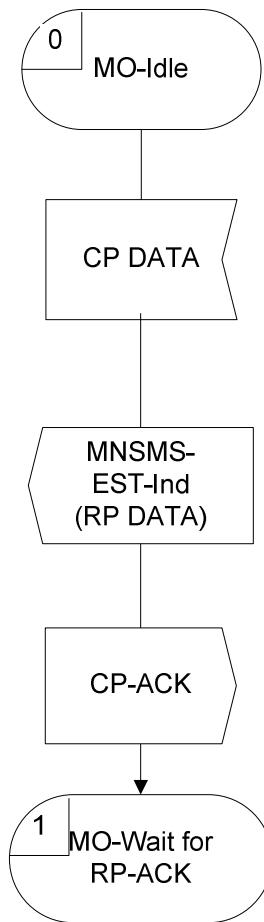 0
MO-Idle
CP DATA
MNSMS-
EST-Ind
(RP DATA)
CP-ACK
1
MO-Wait for
RP-ACK